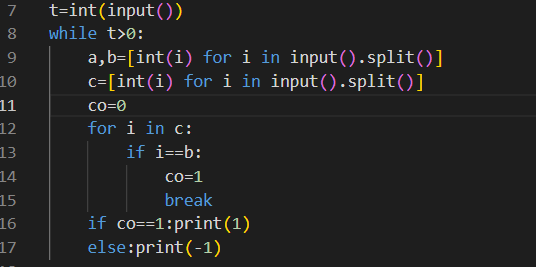 7 t=int(input())
8 while t>0:
9 a,b=[int(i) for i in input().split()]
10 c=[int(i) for i in input().split()]
11 co=0
12 for i in c:
13 if i==b:
14 co=1
15 break
16 if co==1:print(1)
17 else:print(-1)